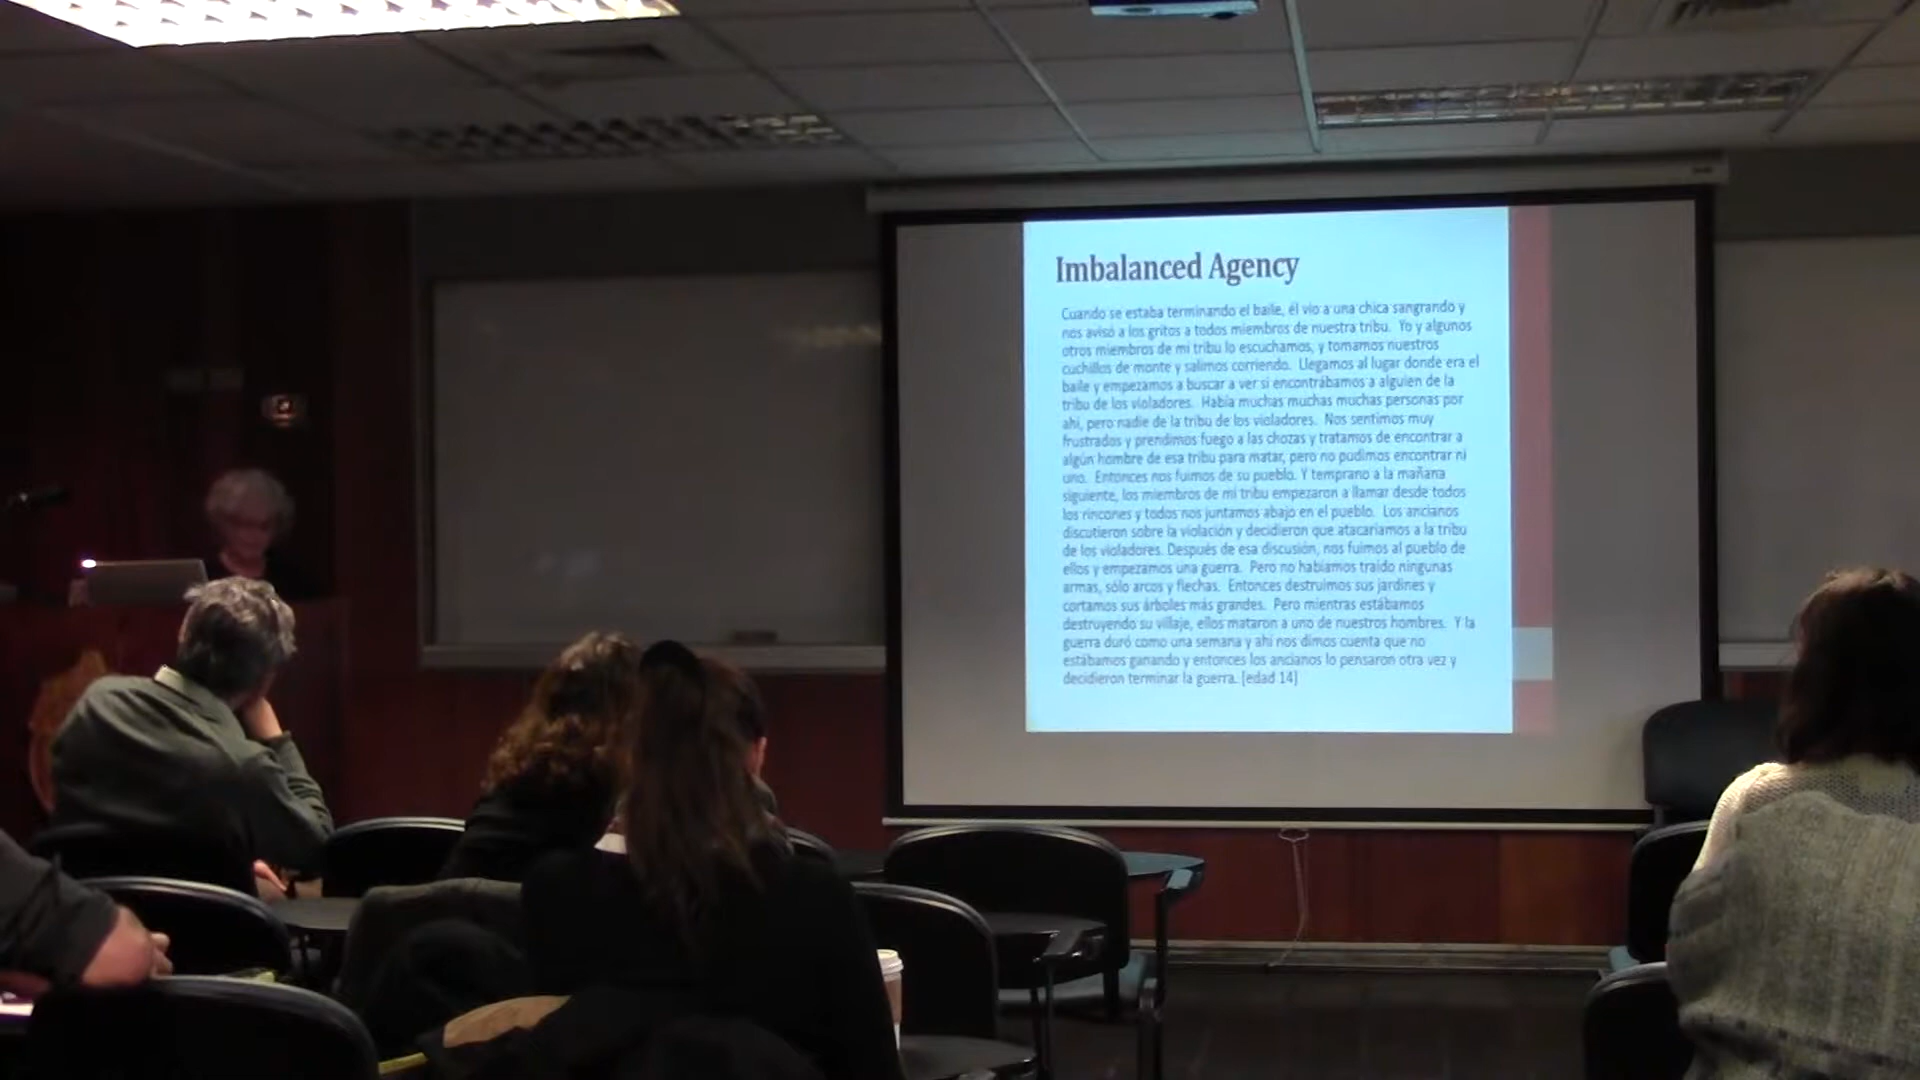 Imbalanced Agency
Cuando se estaba terminando el baile, él vio a una chica sangrando y
nos avisó a los gritos a todos miembros de nuestra tribu. Yo y algunos
otros miembros de mi tribu lo escuchamos, y tomamos nuestros
cuchillos de monte y salimos corriendo. Llegamos al lugar donde era el
baile y empezamos a buscar a ver si encontrábamos a alguien de la
tribu de los violadores. Había muchas muchas muchas personas por
ahí, pero nadie de la tribu de los violadores. Nos sentimos muy
frustrados y prendimos fuego a las chozas y tratamos de encontrar a
algún hombre de esa tribu para matar, pero no pudimos encontrar ni
uno. Entonces nos fuimos de su pueblo. Y temprano a la mañana
siguiente, los miembros de mi tribu empezaron a llamar desde todos
los rincones y todos nos juntamos abajo en el pueblo. Los ancianos
discutieron sobre la violación y decidieron que atacaríamos a la tribu
de los violadores. Después de esa discusión, nos fuimos al pueblo de
ellos y empezamos una guerra. Pero no habíamos traído ningunas
armas, sólo arcos y flechas. Entonces destruimos sus jardines y
cortamos sus árboles más grandes. Pero mientras estábamos
destruyendo su villaje, ellos mataron a uno de nuestros hombres. Y la
guerra duró como una semana y ahí nos dimos cuenta que no
estábamos ganando y entonces los ancianos lo pensaron otra vez y
decidieron terminar la guerra. [edad 14]